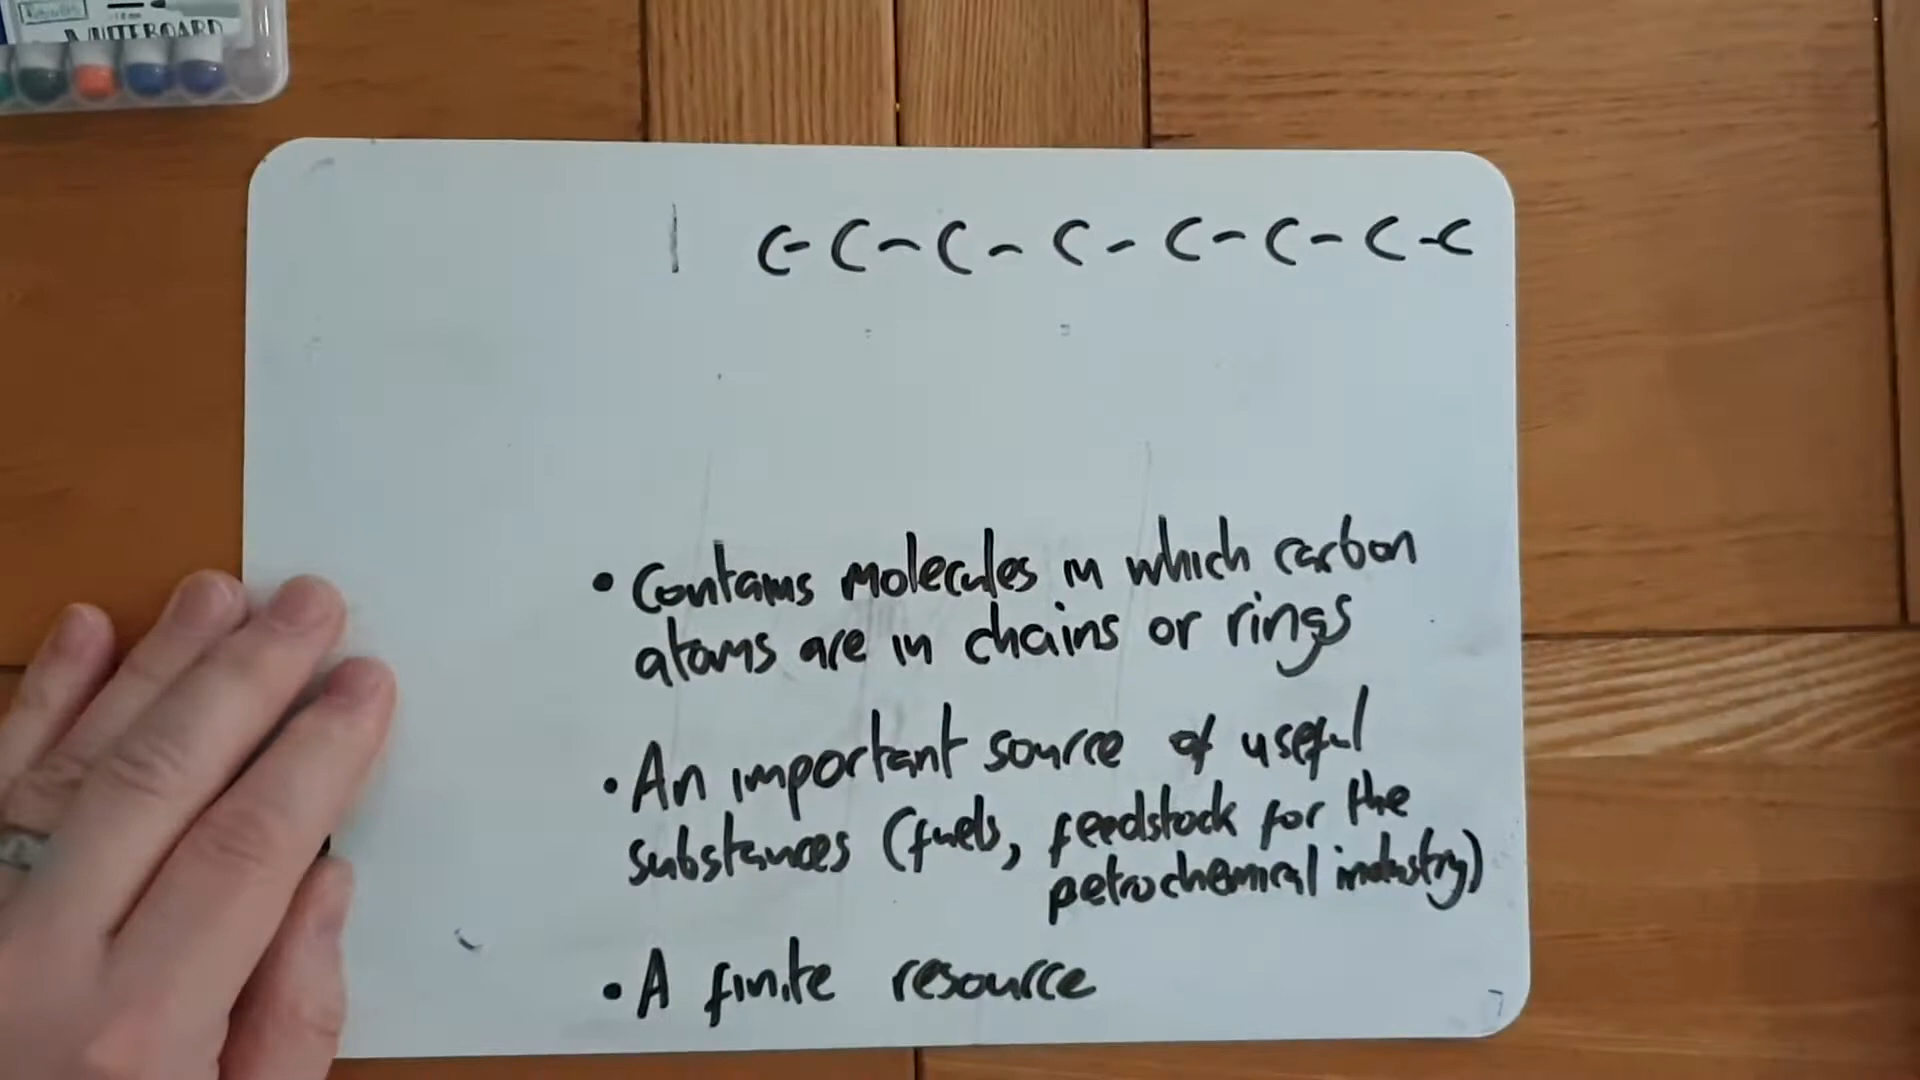 WHITEBOARD
C-C-C-C-C-C-C-C
• Contains molecules in which carbon
atoms are in chains or rings
• An important source of useful
substances (fuels, feedstock for the
petrochemical industry)
• A finite resource